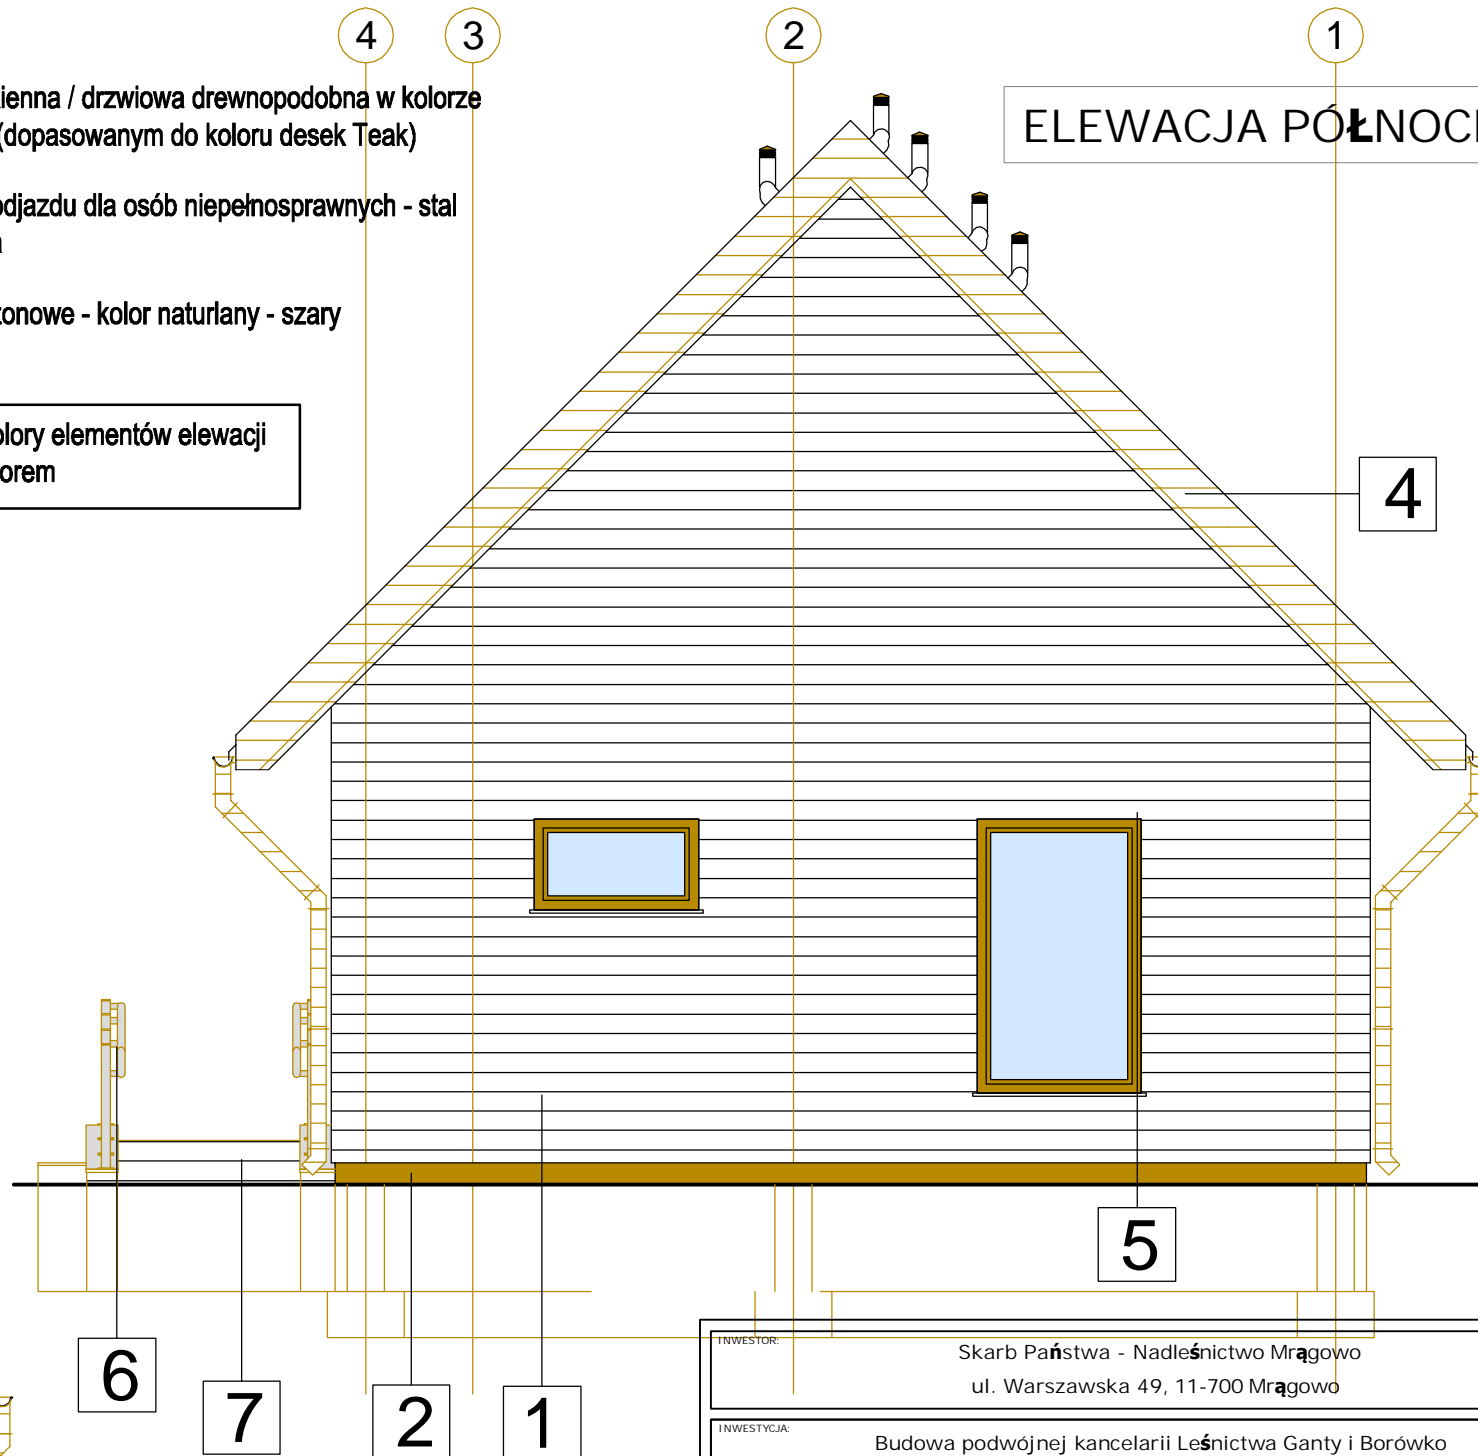 4 3 2 1
ienna / drzwiowa drewnopodobna w kolorze
(dopasowanym do koloru desek Teak)
ELEWACJA PÓŁNOC
odjazdu dla osób niepełnosprawnych - stal
tonowe - kolor naturlany - szary
olory elementów elewacji
orem
4
5
6
7
2
1
INWESTOR:
Skarb Państwa - Nadleśnictwo Mrągowo
ul. Warszawska 49, 11-700 Mrągowo
INWESTYCJA:
Budowa podwójnej kancelarii Leśnictwa Ganty i Borówko